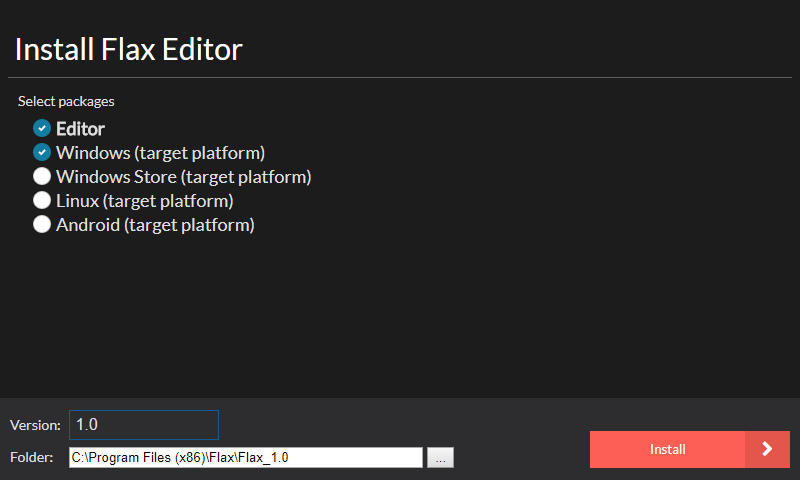 Install Flax Editor
Select packages
Editor
Windows (target platform)
Windows Store (target platform)
Linux (target platform)
Android (target platform)
Version: 1.0
Folder: C:\Program Files (x86)\Flax\Flax_1.0 ...
Install